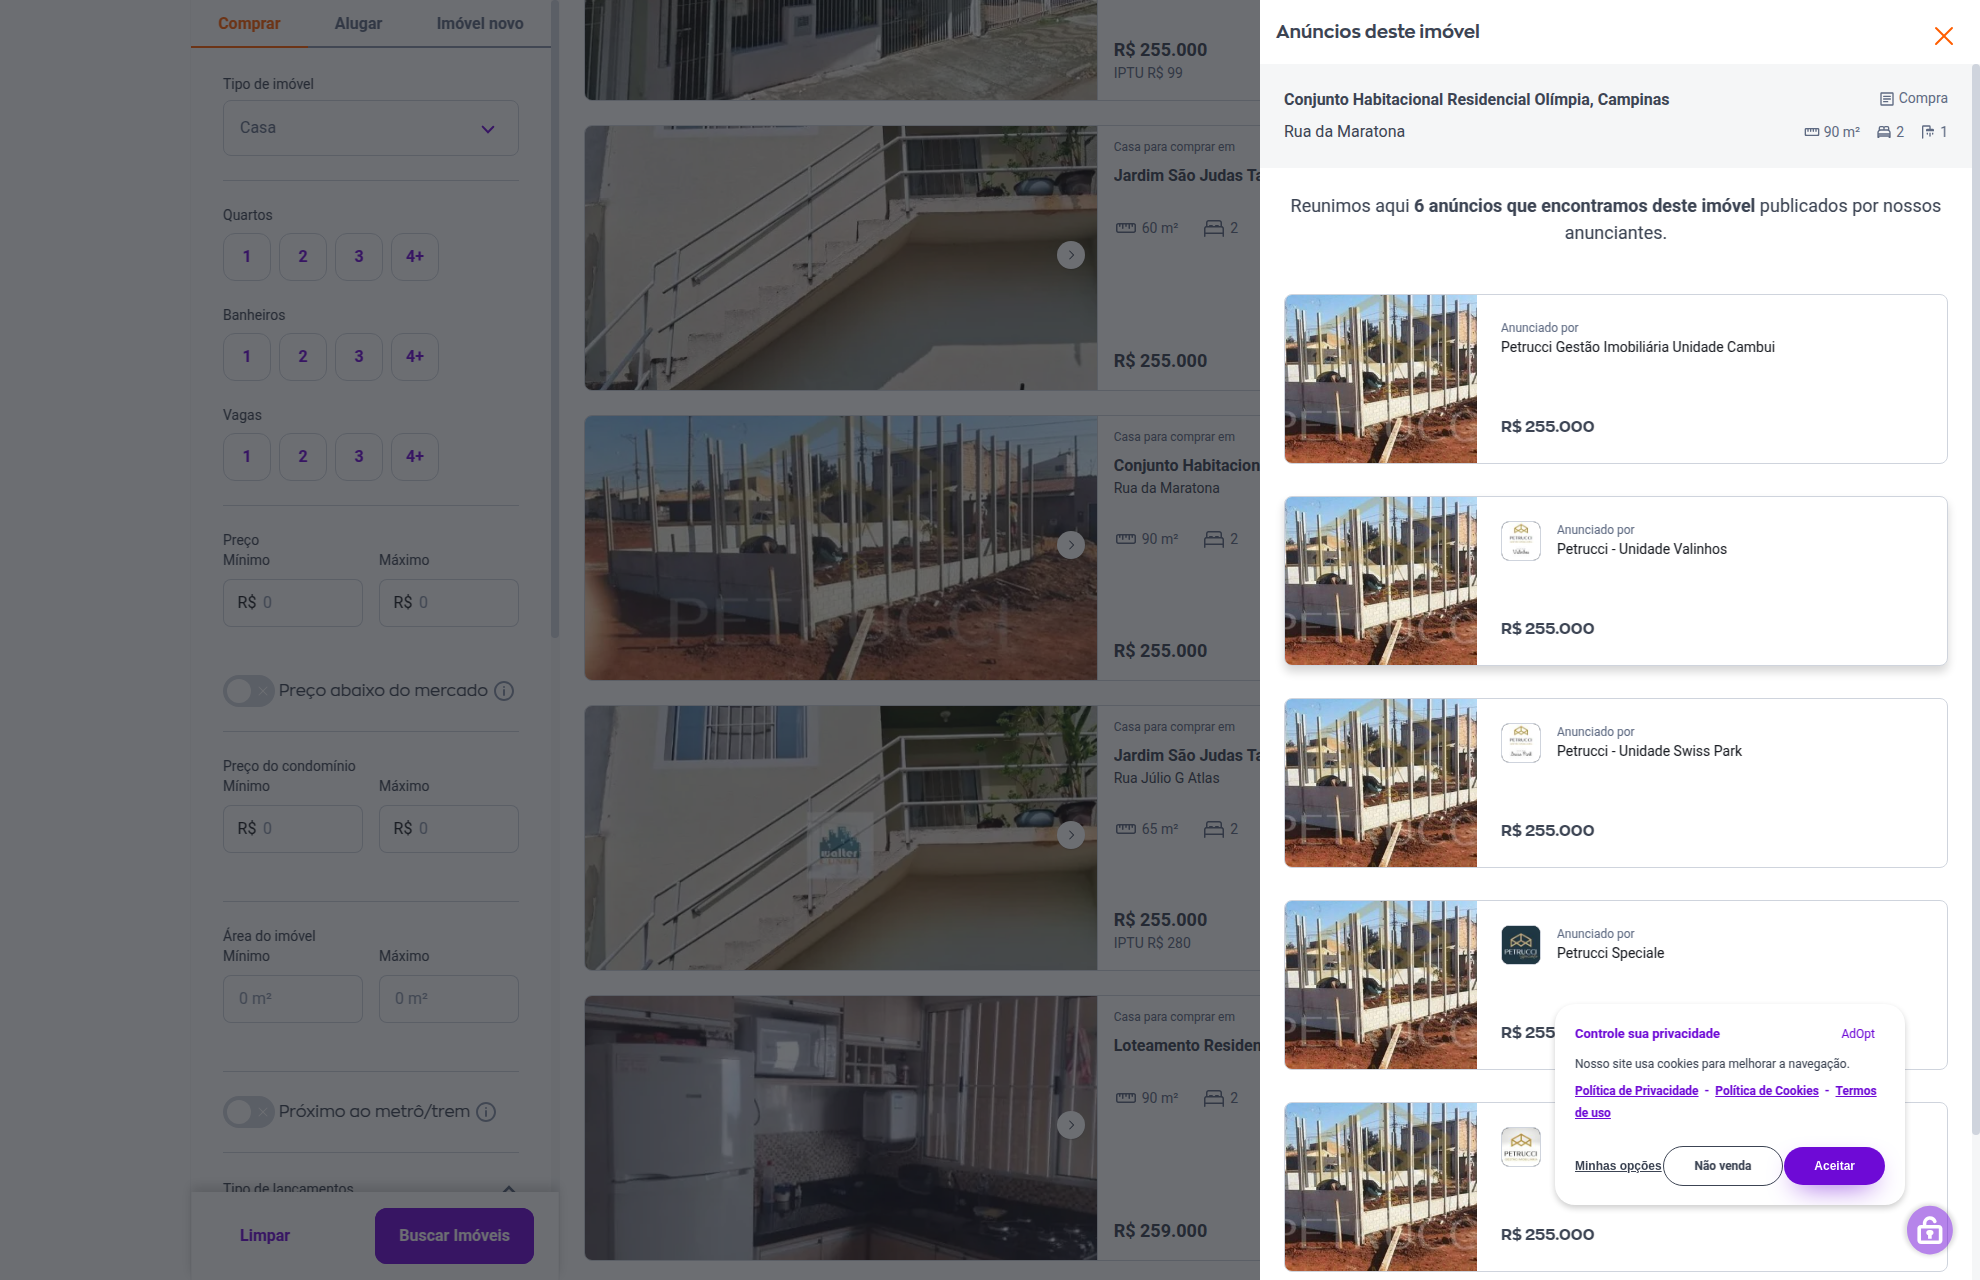 Comprar
Alugar
Imóvel novo
Tipo de imóvel
Casa
Quartos
1
2
3
4+
Banheiros
1
2
3
4+
Vagas
1
2
3
4+
Preço
Mínimo
Máximo
R$ 0
R$ 0
Preço abaixo do mercado
Preço do condomínio
Mínimo
Máximo
R$ 0
R$ 0
Área do imóvel
Mínimo
Máximo
0 m²
0 m²
Próximo ao metrô/trem
Tipo de lançamentos
Limpar
Buscar Imóveis
R$ 255.000
IPTU R$ 99
Casa para comprar em
Jardim São Judas Ta
60 m²
2
R$ 255.000
PETRUCCI
Casa para comprar em
Conjunto Habitacion
Rua da Maratona
90 m²
2
R$ 255.000
walter
Casa para comprar em
Jardim São Judas Ta
Rua Júlio G Atlas
65 m²
2
R$ 255.000
IPTU R$ 280
Casa para comprar em
Loteamento Residen
90 m²
2
R$ 259.000
Anúncios deste imóvel
Conjunto Habitacional Residencial Olímpia, Campinas
Compra
Rua da Maratona
90 m²
2
1
Reunimos aqui 6 anúncios que encontramos deste imóvel publicados por nossos
anunciantes.
Anunciado por
Petrucci Gestão Imobiliária Unidade Cambui
R$ 255.000
PETRUCCI
Valinhos
Anunciado por
Petrucci - Unidade Valinhos
R$ 255.000
PETRUCCI
Swiss Park
Anunciado por
Petrucci - Unidade Swiss Park
R$ 255.000
PETRUCCI
Anunciado por
Petrucci Speciale
R$ 255
PETRUCCI
R$ 255.000
Controle sua privacidade
AdOpt
Nosso site usa cookies para melhorar a navegação.
Política de Privacidade - Política de Cookies - Termos
de uso
Minhas opções
Não venda
Aceitar